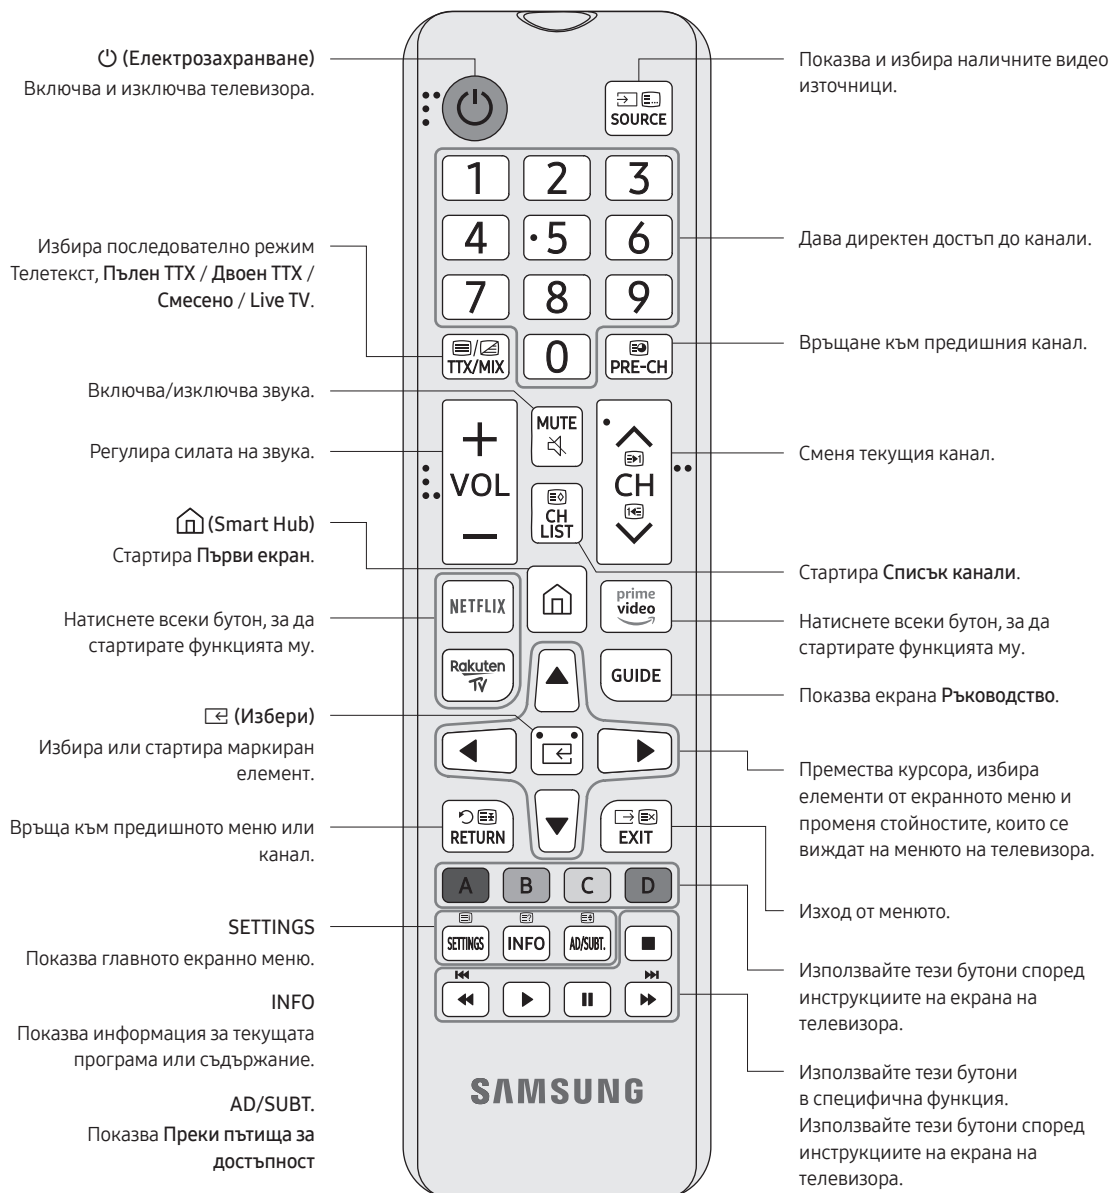 (Електрозахранване)
Включва и изключва телевизора.
Избира последователно режим
Телетекст, Пълен TTX / Двоен TTX /
Смесено / Live TV.
Включва/изключва звука.
Регулира силата на звука.
(Smart Hub)
Стартира Първи екран.
Натиснете всеки бутон, за да
стартирате функцията му.
(Избери)
Избира или стартира маркиран
елемент.
Връща към предишното меню или
канал.
SETTINGS
Показва главното екранно меню.
INFO
Показва информация за текущата
програма или съдържание.
AD/SUBT.
Показва Преки пътища за
достъпност
SOURCE
1 2 3
4 5 6
7 8 9
TTX/MIX 0 PRE-CH
MUTE
VOL
CH
CH
LIST
NETFLIX
prime
video
Rakuten
TV
GUIDE
RETURN
EXIT
A B C D
SETTINGS INFO AD/SUBT.
SAMSUNG
Показва и избира наличните видео
източници.
Дава директен достъп до канали.
Връщане към предишния канал.
Сменя текущия канал.
Стартира Списък канали.
Натиснете всеки бутон, за да
стартирате функцията му.
Показва екрана Ръководство.
Премества курсора, избира
елементи от екранното меню и
променя стойностите, които се
виждат на менюто на телевизора.
Изход от менюто.
Използвайте тези бутони според
инструкциите на екрана на
телевизора.
Използвайте тези бутони
в специфична функция.
Използвайте тези бутони според
инструкциите на екрана на
телевизора.